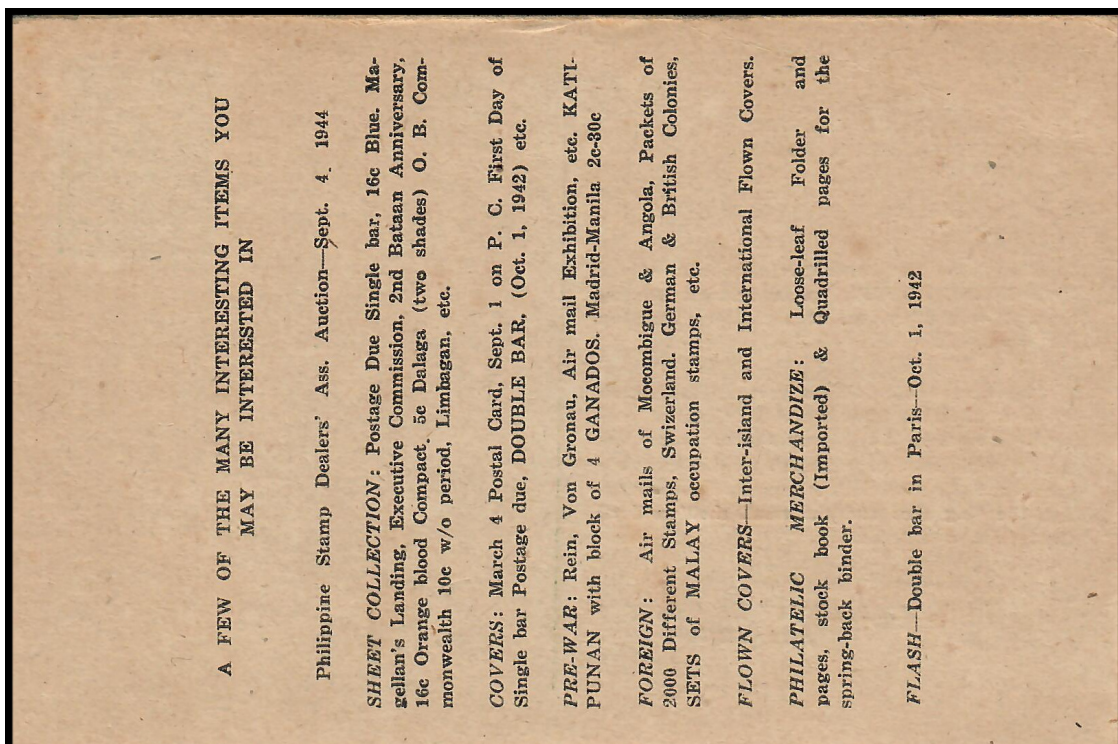 A FEW OF THE MANY INTERESTING ITEMS YOU
MAY BE INTERESTED IN
Philippine Stamp Dealers' Ass. Auction—Sept. 4, 1944
SHEET COLLECTION: Postage Due Single bar, 16c Blue. Ma-
gellan's Landing, Executive Commission, 2nd Bataan Anniversary,
16c Orange blood Compact, 5c Dalaga (two shades) O. B. Com-
monwealth 10c w/o period, Limbagan, etc.
COVERS: March 4 Postal Card, Sept. 1 on P. C. First Day of
Single bar Postage due, DOUBLE BAR, (Oct. 1, 1942) etc.
PRE-WAR: Rein, Von Gronau, Air mail Exhibition, etc. KATI-
PUNAN with block of 4 GANADOS. Madrid-Manila 2c-30c
FOREIGN: Air mails of Mocombigue & Angola, Packets of
2000 Different Stamps, Swizerland. German & British Colonies,
SETS of MALAY occupation stamps, etc.
FLOWN COVERS—Inter-island and International Flown Covers.
PHILATELIC MERCHANDIZE: Loose-leaf Folder and
pages, stock book (Imported) & Quadrilled pages for the
spring-back binder.
FLASH—Double bar in Paris—Oct. 1, 1942